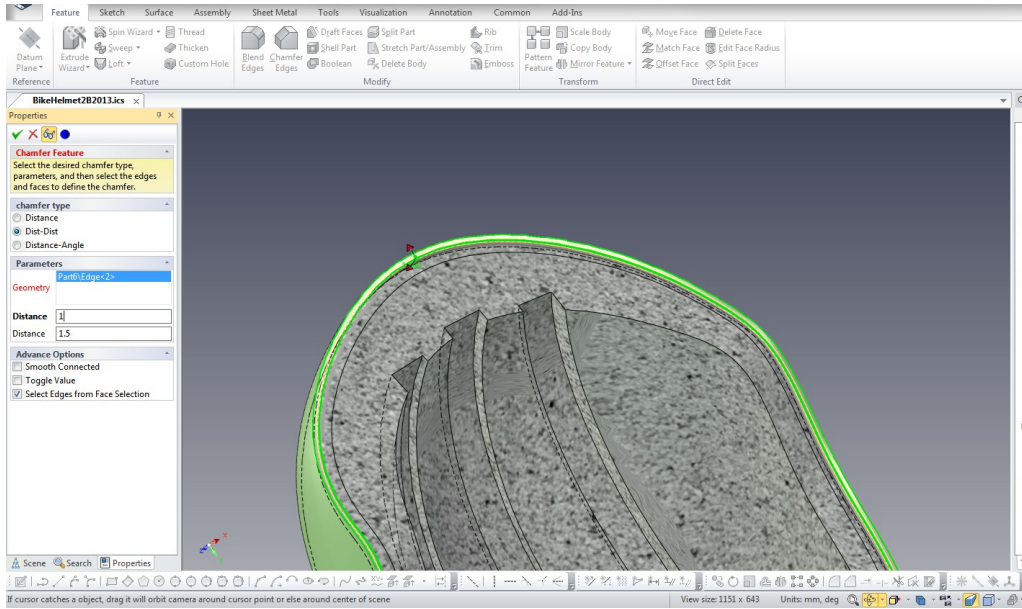 Feature Sketch Surface Assembly Sheet Metal Tools Visualization Annotation Common Add-Ins
Datum Plane
Extrude Wizard
Spin Wizard
Sweep
Loft
Thread
Thicken
Custom Hole
Blend Edges
Chamfer Edges
Draft Faces
Shell Part
Boolean
Split Part
Stretch Part/Assembly
Delete Body
Rib
Trim
Emboss
Pattern Feature
Scale Body
Copy Body
Mirror Feature
Move Face
Match Face
Offset Face
Delete Face
Edit Face Radius
Split Faces
Reference Feature Modify Transform Direct Edit
BikeHelmet2B2013.ics
Properties
Chamfer Feature
Select the desired chamfer type,
parameters, and then select the edges
and faces to define the chamfer.
chamfer type
Distance
Dist-Dist
Distance-Angle
Parameters
Part6\Edge<2>
Geometry
Distance 1
Distance 1.5
Advance Options
Smooth Connected
Toggle Value
Select Edges from Face Selection
Scene Search Properties
If cursor catches a object, drag it will orbit camera around cursor point or else around center of scene
View size: 1151 x 643 Units: mm, deg